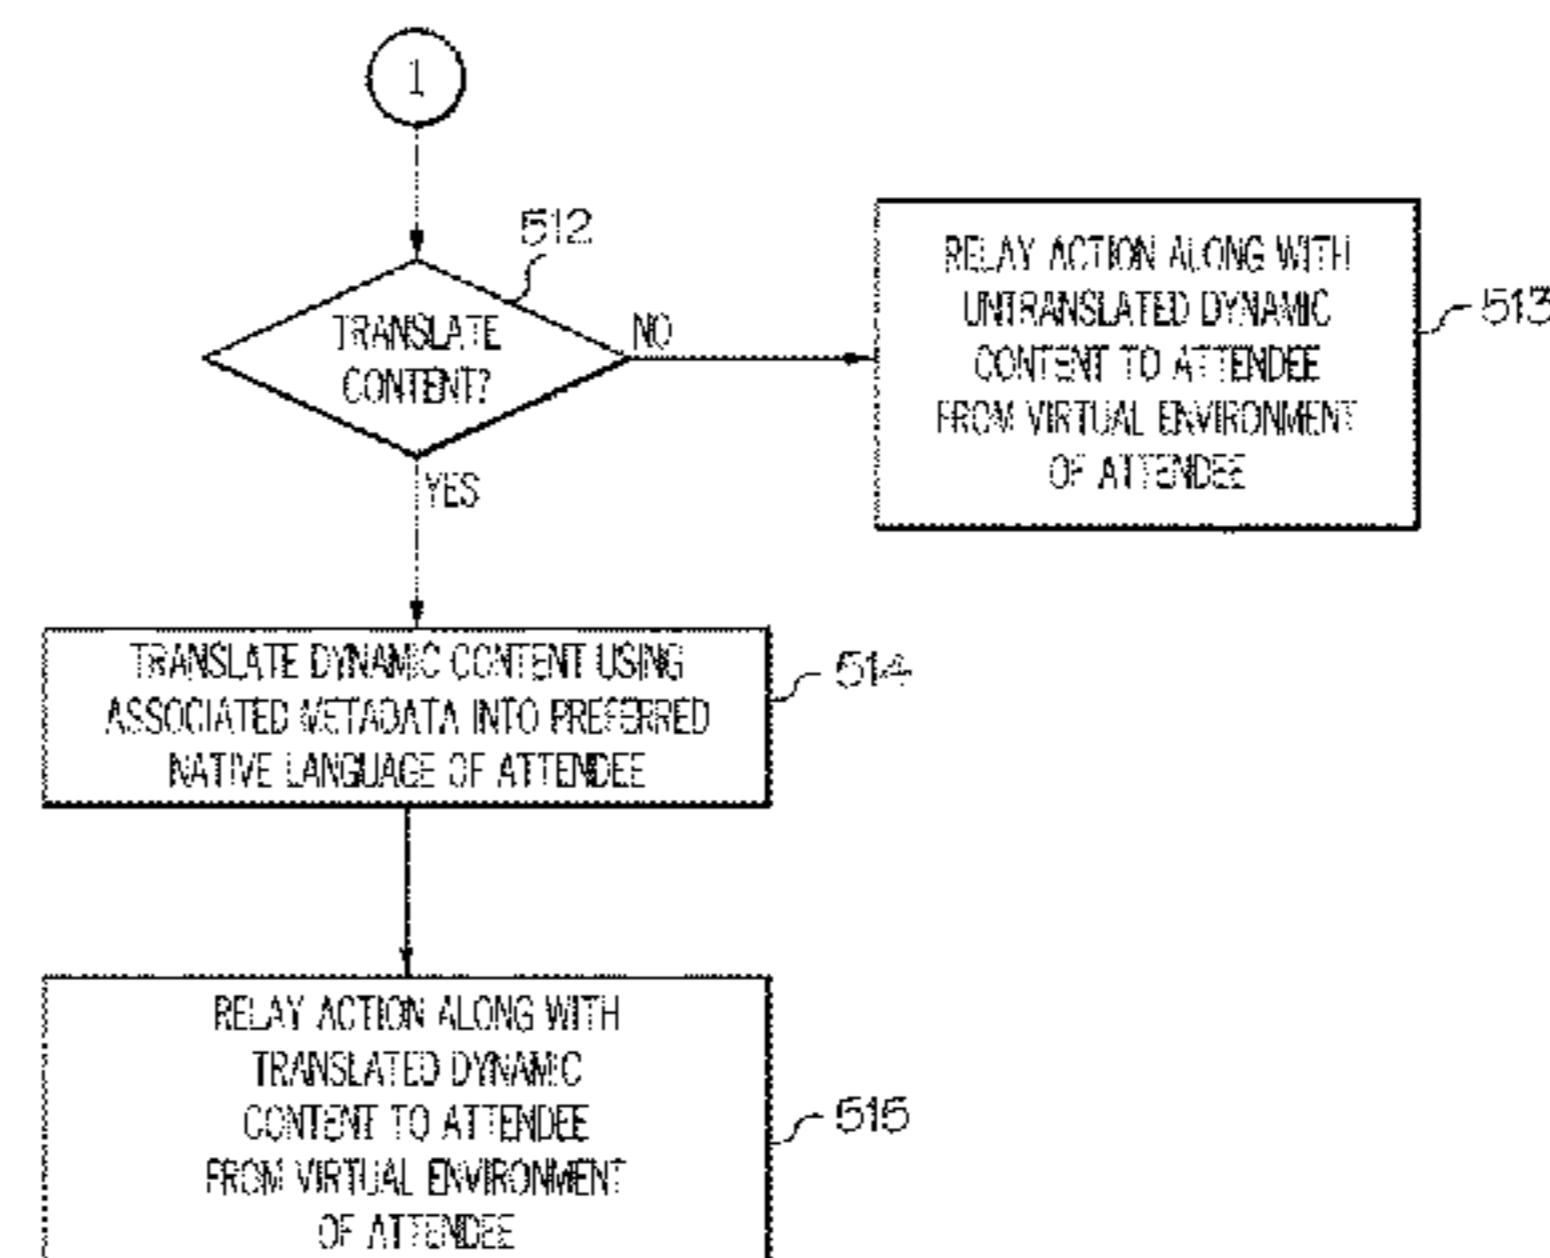 1
512
TRANSLATE
CONTENT?
NO
YES
RELAY ACTION ALONG WITH
UNTRANSLATED DYNAMIC
CONTENT TO ATTENDEE
FROM VIRTUAL ENVIRONMENT
OF ATTENDEE
513
TRANSLATE DYNAMIC CONTENT USING
ASSOCIATED METADATA INTO PREFERRED
NATIVE LANGUAGE OF ATTENDEE
514
RELAY ACTION ALONG WITH
TRANSLATED DYNAMIC
CONTENT TO ATTENDEE
FROM VIRTUAL ENVIRONMENT
OF ATTENDEE
515